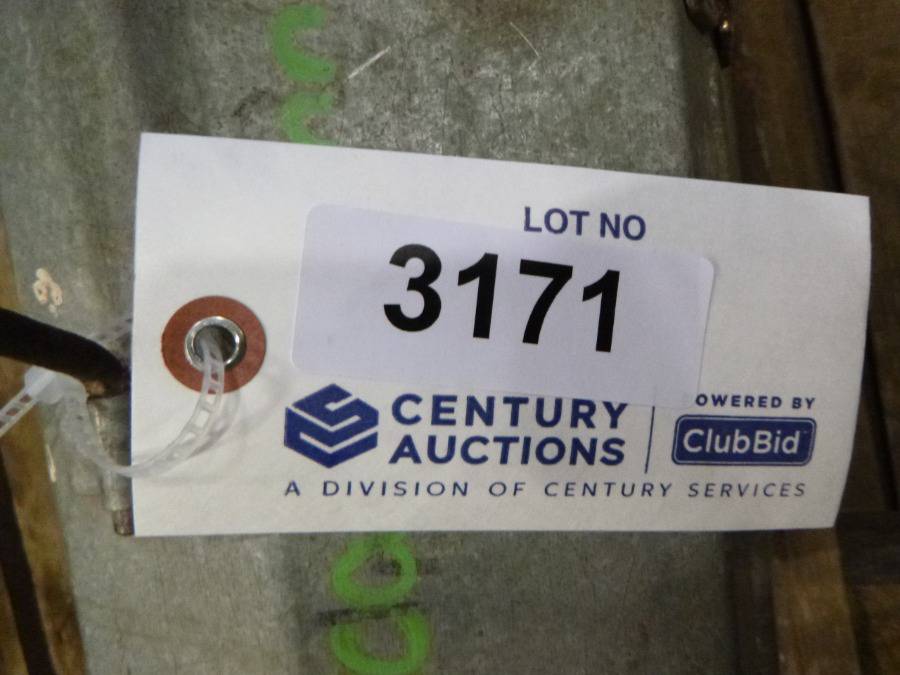 LOT NO
3171
CENTURY
AUCTIONS
OWERED BY
ClubBid
A DIVISION OF CENTURY SERVICES